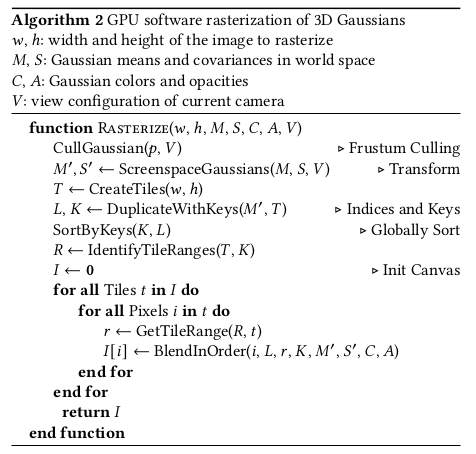 Algorithm 2 GPU software rasterization of 3D Gaussians
w, h: width and height of the image to rasterize
M, S: Gaussian means and covariances in world space
C, A: Gaussian colors and opacities
V: view configuration of current camera
function Rasterize(w, h, M, S, C, A, V)
CullGaussian(p, V) ▷ Frustum Culling
M′, S′ ← ScreenspaceGaussians(M, S, V) ▷ Transform
T ← CreateTiles(w, h)
L, K ← DuplicateWithKeys(M′, T) ▷ Indices and Keys
SortByKeys(K, L) ▷ Globally Sort
R ← IdentifyTileRanges(T, K)
I ← 0 ▷ Init Canvas
for all Tiles t in I do
for all Pixels i in t do
r ← GetTileRange(R, t)
I[i] ← BlendInOrder(i, L, r, K, M′, S′, C, A)
end for
end for
return I
end function